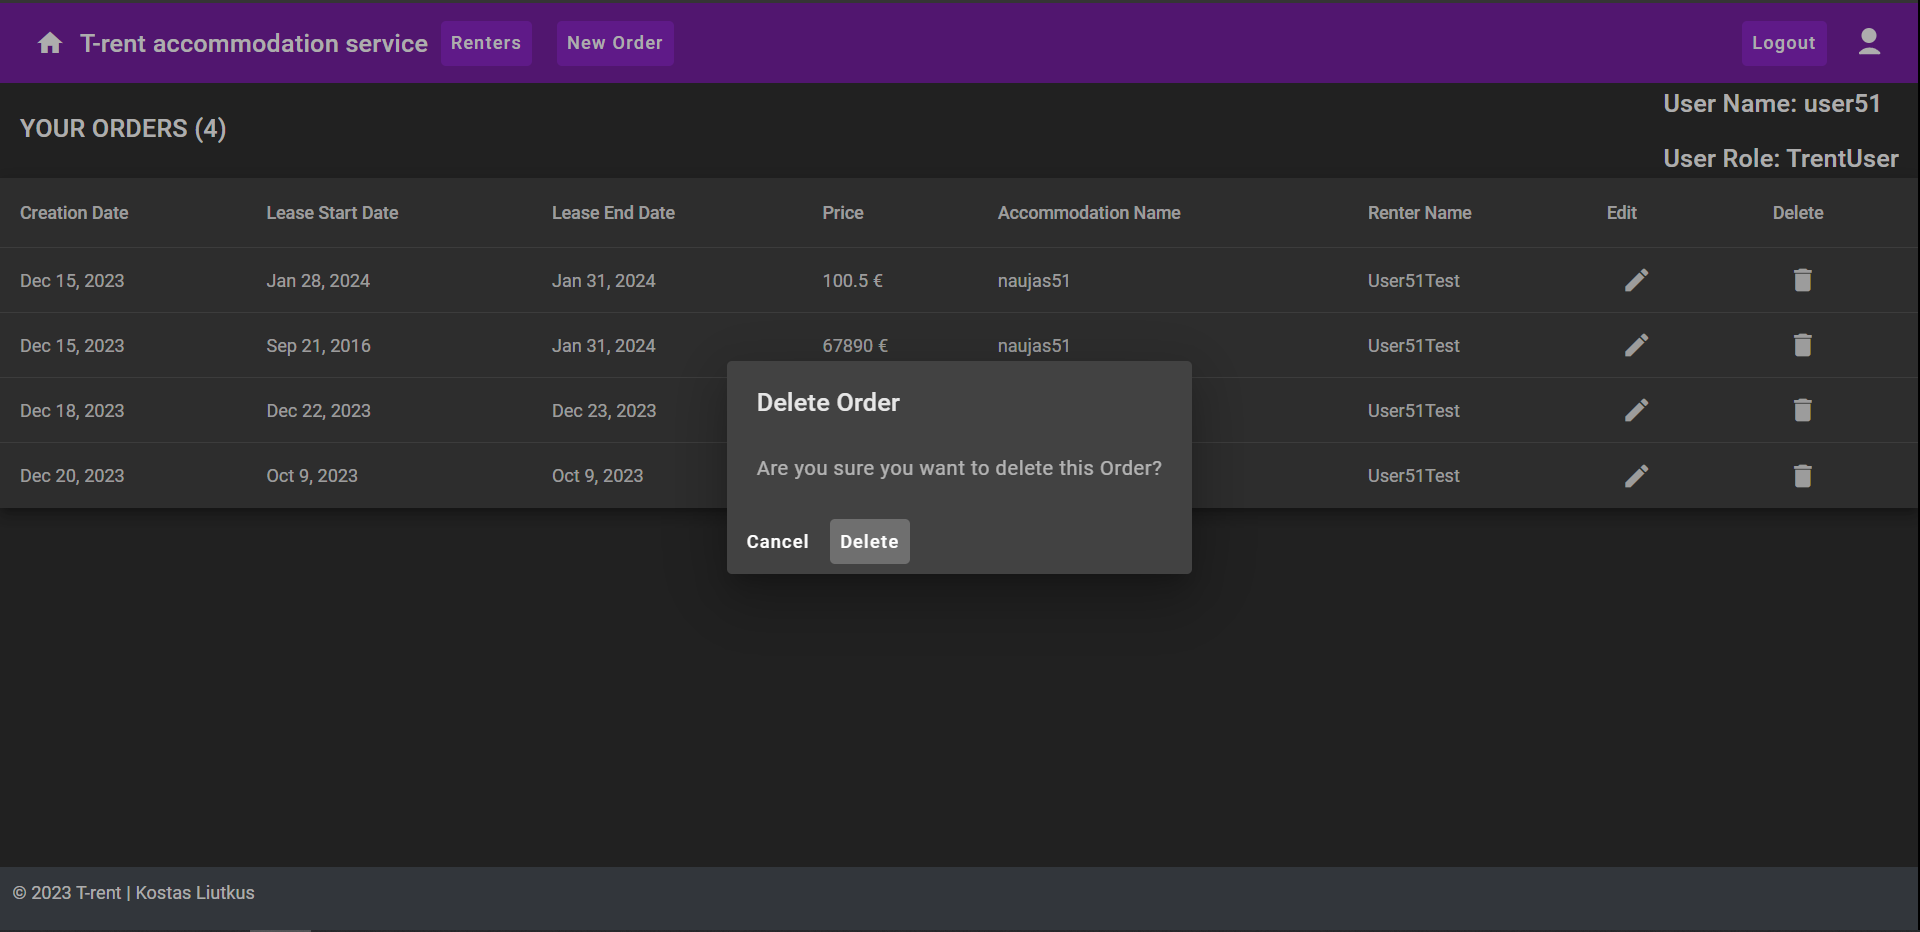 T-rent accommodation service Renters New Order Logout
User Name: user51
YOUR ORDERS (4)
User Role: TrentUser
Creation Date Lease Start Date Lease End Date Price Accommodation Name Renter Name Edit Delete
Dec 15, 2023 Jan 28, 2024 Jan 31, 2024 100.5 € naujas51 User51Test
Dec 15, 2023 Sep 21, 2016 Jan 31, 2024 67890 € naujas51 User51Test
Dec 18, 2023 Dec 22, 2023 Dec 23, 2023 User51Test
Dec 20, 2023 Oct 9, 2023 Oct 9, 2023 User51Test
Delete Order
Are you sure you want to delete this Order?
Cancel Delete
© 2023 T-rent | Kostas Liutkus